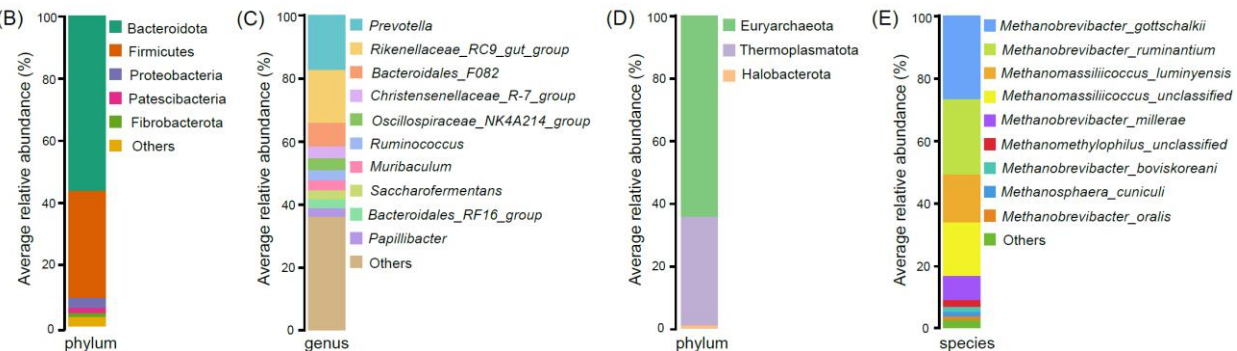 (B)
Average relative abundance (%)
100
80
60
40
20
0
phylum
Bacteroidota
Firmicutes
Proteobacteria
Patescibacteria
Fibrobacterota
Others
(C)
Average relative abundance (%)
100
80
60
40
20
0
genus
Prevotella
Rikenellaceae_RC9_gut_group
Bacteroidales_F082
Christensenellaceae_R-7_group
Oscillospiraceae_NK4A214_group
Ruminococcus
Muribaculum
Saccharofermentans
Bacteroidales_RF16_group
Papillibacter
Others
(D)
Average relative abundance (%)
100
80
60
40
20
0
phylum
Euryarchaeota
Thermoplasmatota
Halobacterota
(E)
Average relative abundance (%)
100
80
60
40
20
0
species
Methanobrevibacter_gottschalkii
Methanobrevibacter_ruminantium
Methanomassiliicoccus_luminyensis
Methanomassiliicoccus_unclassified
Methanobrevibacter_millerae
Methanomethylophilus_unclassified
Methanobrevibacter_boviskoreani
Methanosphaera_cuniculi
Methanobrevibacter_oralis
Others